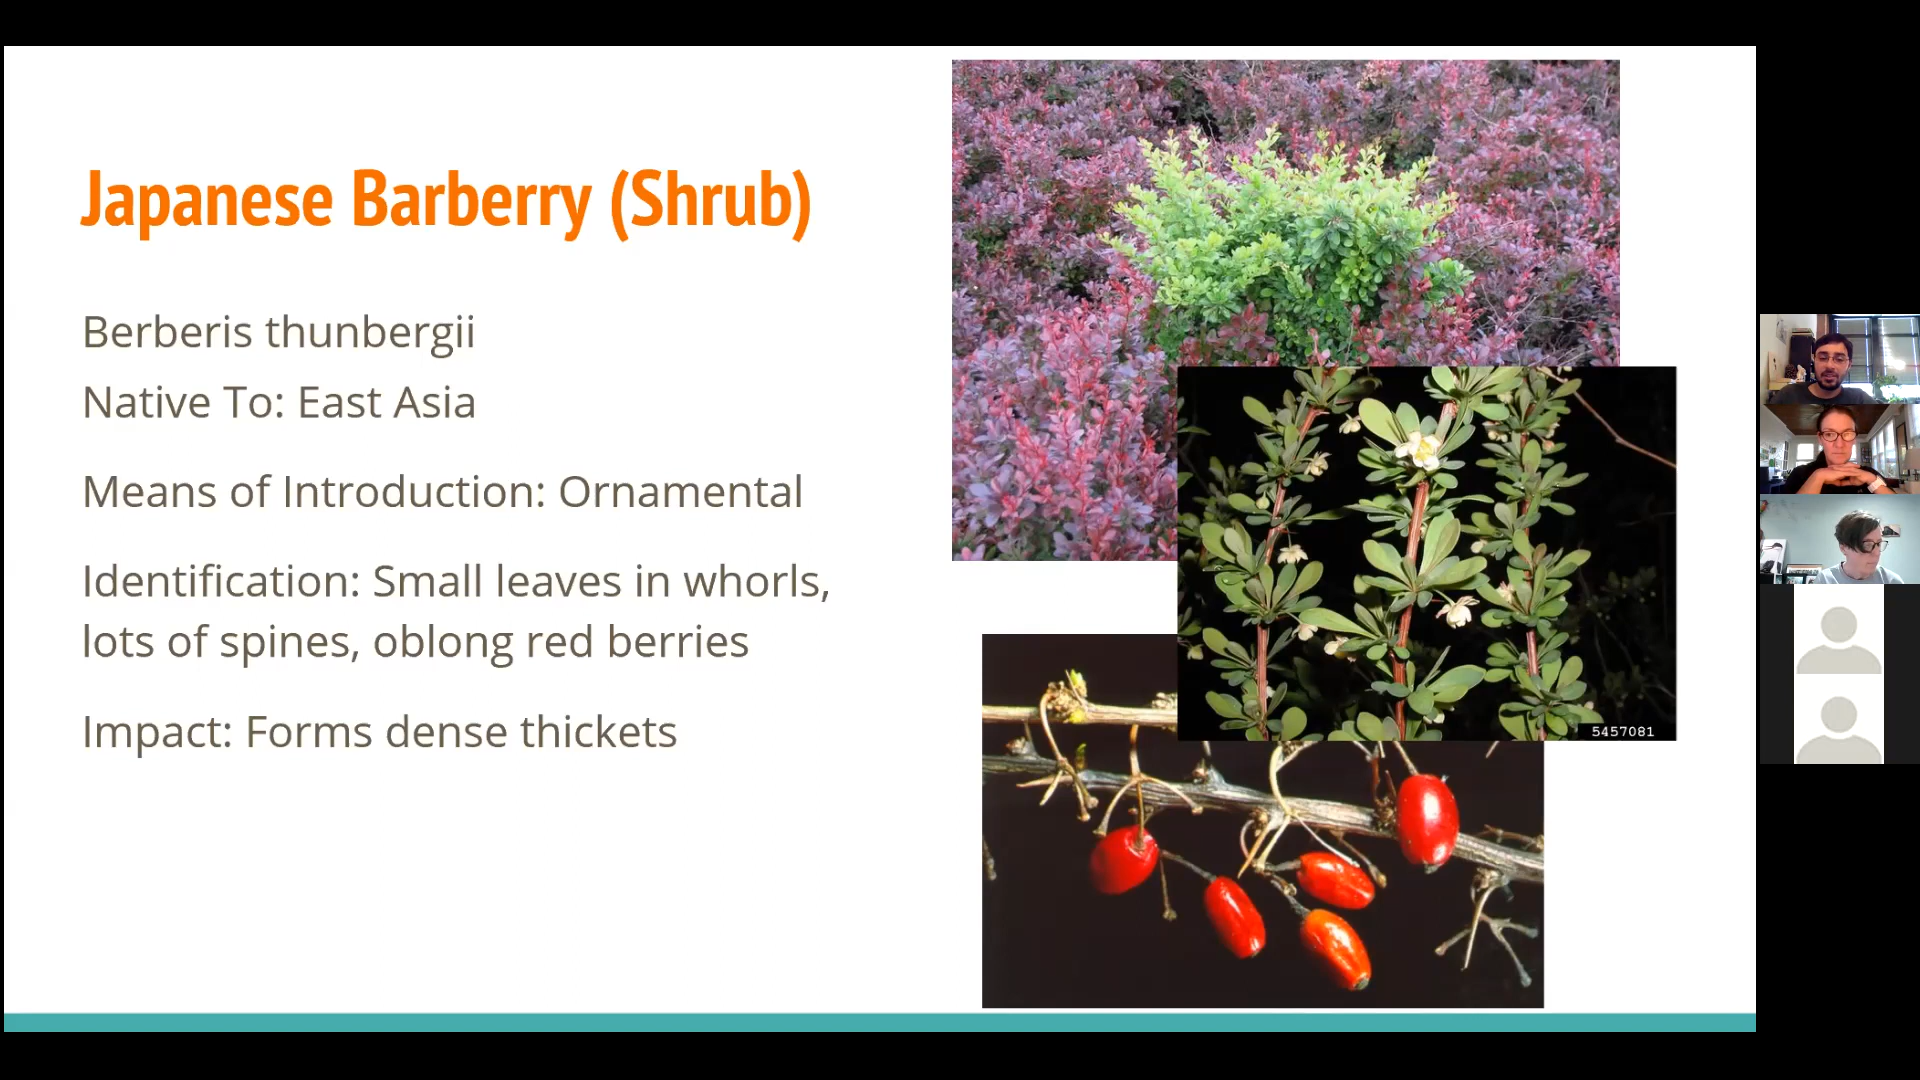 Japanese Barberry (Shrub)
Berberis thunbergii
Native To: East Asia
Means of Introduction: Ornamental
Identification: Small leaves in whorls,
lots of spines, oblong red berries
Impact: Forms dense thickets
5457081